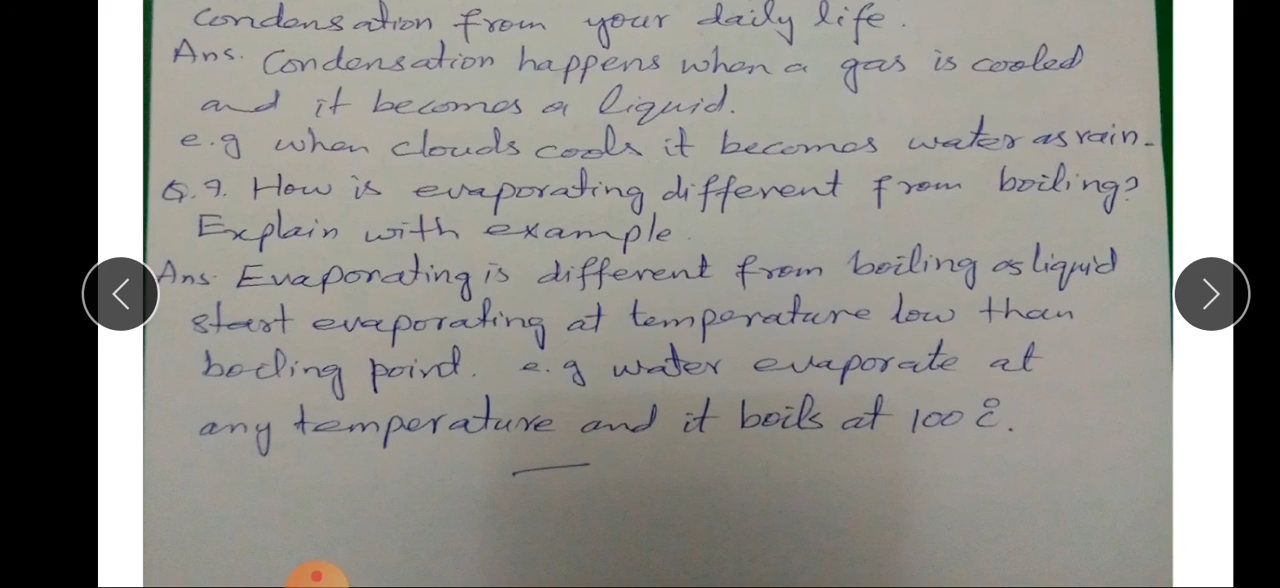 condensation from your daily life.
Ans. Condensation happens when a gas is cooled
and it becomes a liquid.
e.g when clouds cools it becomes water as rain.
Q.9. How is evaporating different from boiling?
Explain with example.
Ans. Evaporating is different from boiling as liquid
start evaporating at temperature low than
boiling point. e.g water evaporate at
any temperature and it boils at 100°C.